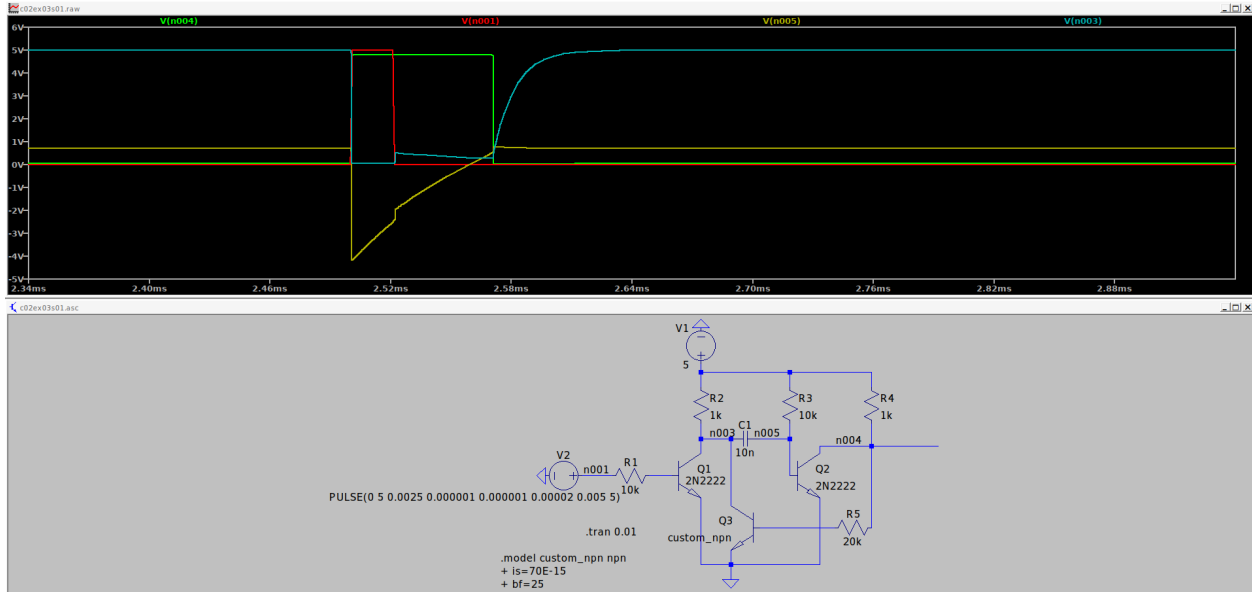 c02ex03s01.raw
V(n004) V(n001) V(n005) V(n003)
6V
5V
4V
3V
2V
1V
0V
-1V
-2V
-3V
-4V
-5V
2.34ms 2.40ms 2.46ms 2.52ms 2.58ms 2.64ms 2.70ms 2.76ms 2.82ms 2.88ms
c02ex03s01.asc
V1
5
R2
1k
R3
10k
R4
1k
n003
C1
10n
n005
n004
V2
n001
R1
10k
Q1
2N2222
Q2
2N2222
PULSE(0 5 0.0025 0.000001 0.000001 0.00002 0.005 5)
Q3
custom_npn
R5
20k
.tran 0.01
.model custom_npn npn
+ is=70E-15
+ bf=25